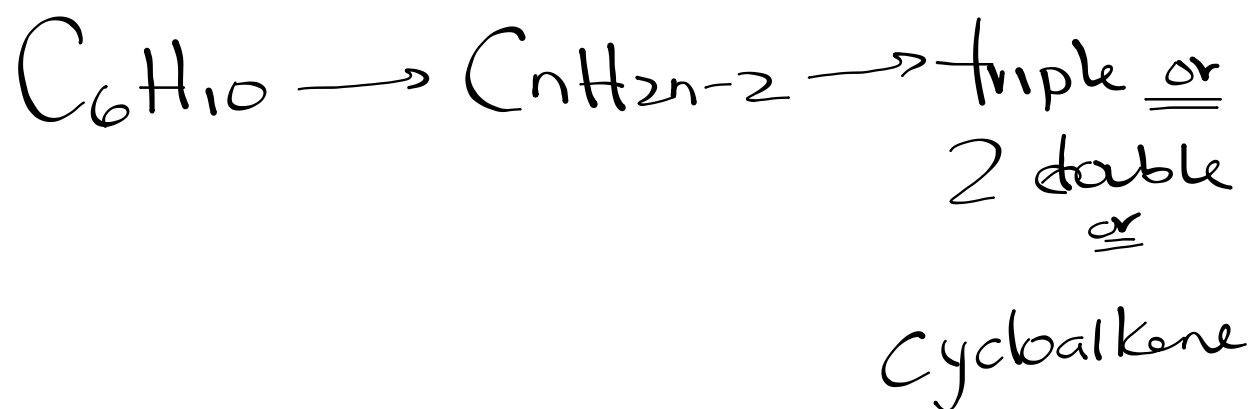 C₆H₁₀ → CnH₂n-₂ → triple or
2 double
or
cycloalkene